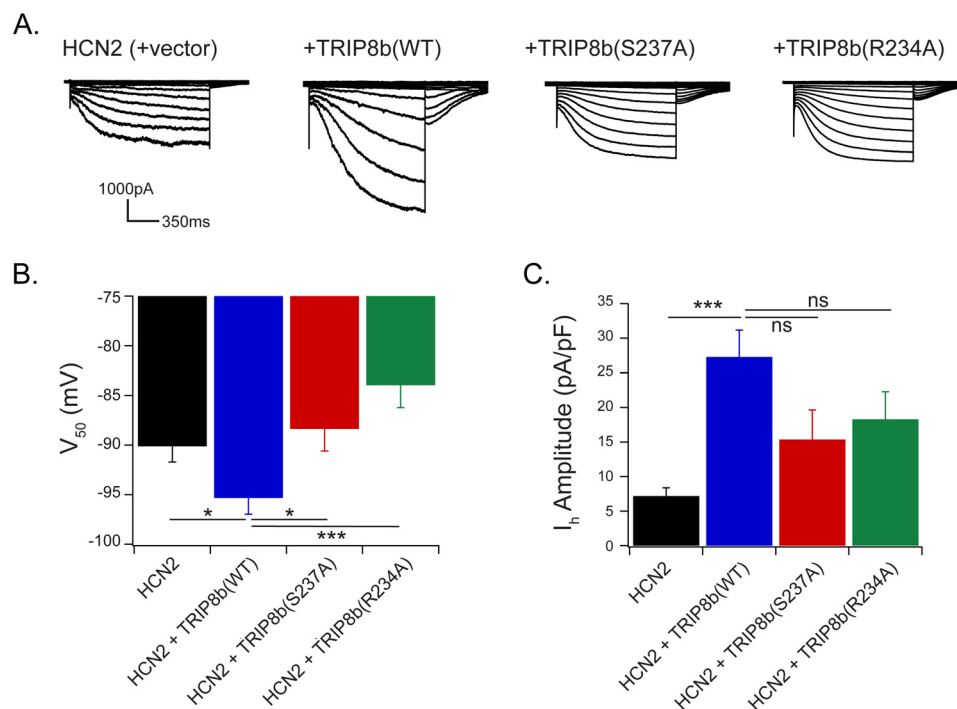 A.
HCN2 (+vector)
+TRIP8b(WT)
+TRIP8b(S237A)
+TRIP8b(R234A)
1000pA
350ms
B.
-75
-80
-85
-90
-95
-100
V50 (mV)
*
*
***
HCN2
HCN2 + TRIP8b(WT)
HCN2 + TRIP8b(S237A)
HCN2 + TRIP8b(R234A)
C.
35
30
25
20
15
10
5
0
Ih Amplitude (pA/pF)
***
ns
ns
HCN2
HCN2 + TRIP8b(WT)
HCN2 + TRIP8b(S237A)
HCN2 + TRIP8b(R234A)